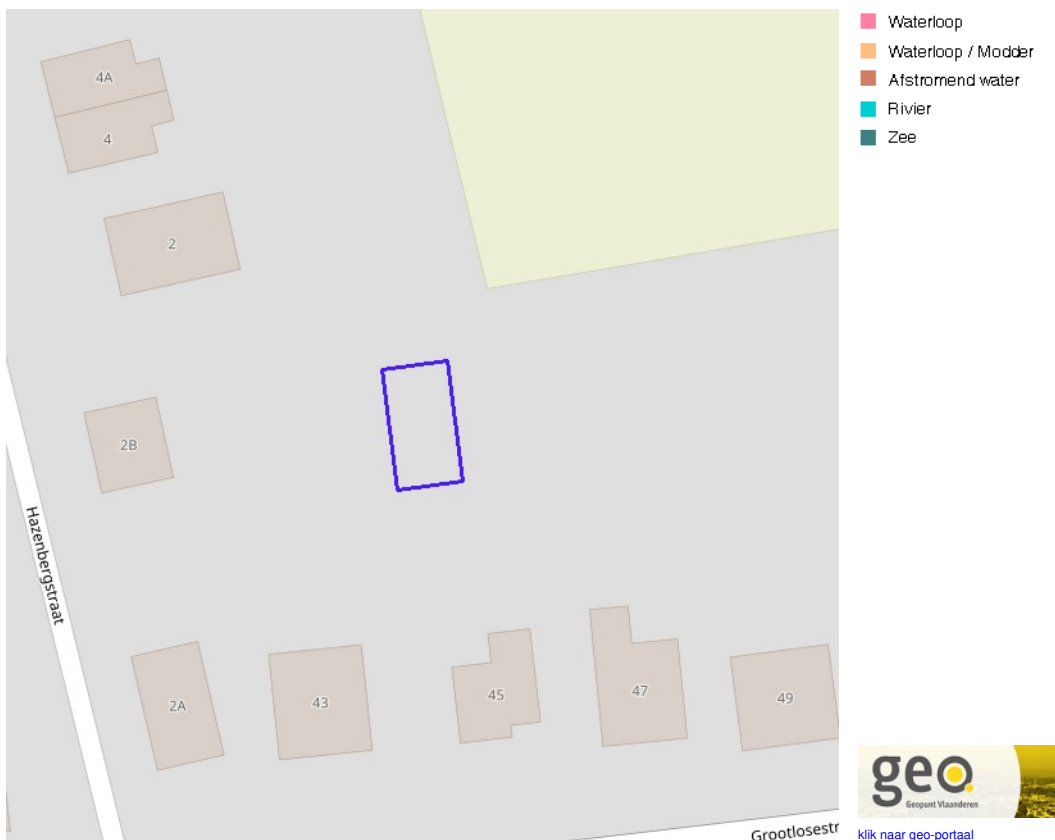 4A
4
2
2B
Hazenbergstraat
2A
43
45
47
49
Grootlosestr
Waterloop
Waterloop / Modder
Afstromend water
Rivier
Zee
geo.
Geopunt Vlaanderen
klik naar geo-portaal